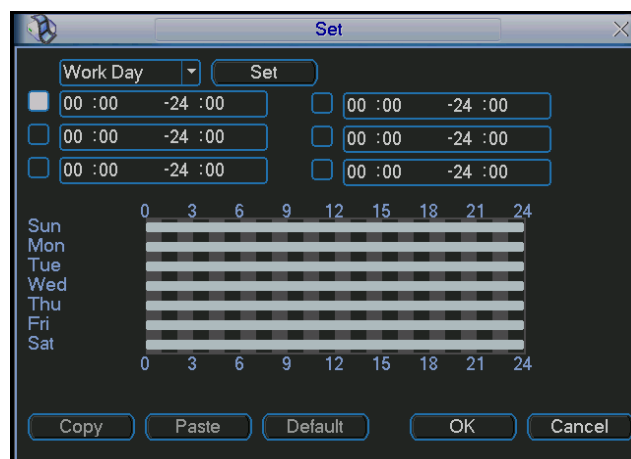 Set
Work Day Set
00 :00 -24 :00 00 :00 -24 :00
00 :00 -24 :00 00 :00 -24 :00
00 :00 -24 :00 00 :00 -24 :00
0 3 6 9 12 15 18 21 24
Sun
Mon
Tue
Wed
Thu
Fri
Sat
0 3 6 9 12 15 18 21 24
Copy Paste Default OK Cancel